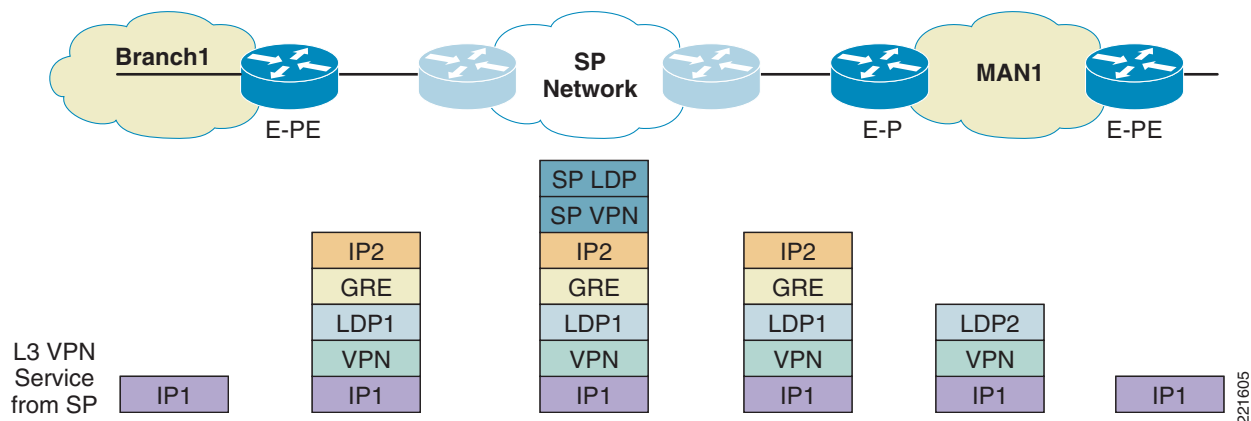 Branch1
SP
Network
MAN1
E-PE
E-P
E-PE
SP LDP
SP VPN
IP2
IP2
IP2
GRE
GRE
GRE
LDP1
LDP1
LDP1
LDP2
VPN
VPN
VPN
VPN
L3 VPN
Service
from SP
IP1
IP1
IP1
IP1
IP1
IP1
221605